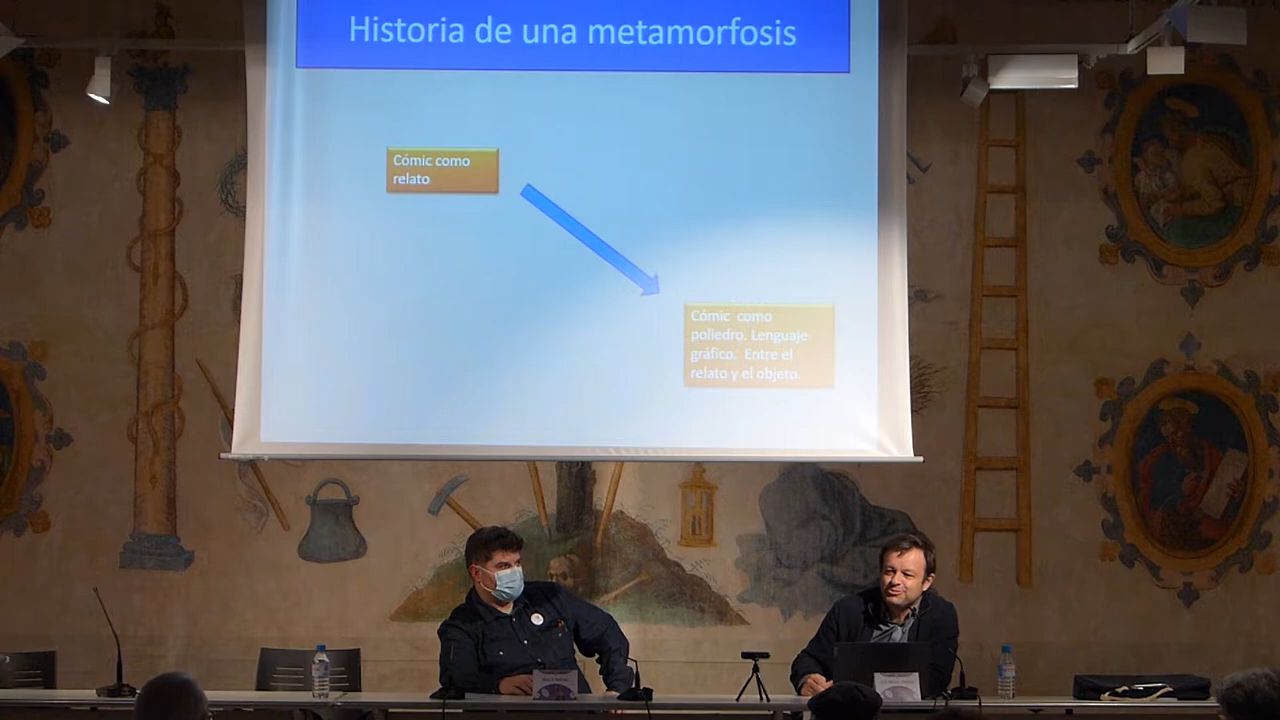 Historia de una metamorfosis
Cómic como
relato
Cómic como
poliedro. Lenguaje
gráfico. Entre el
relato y el objeto.